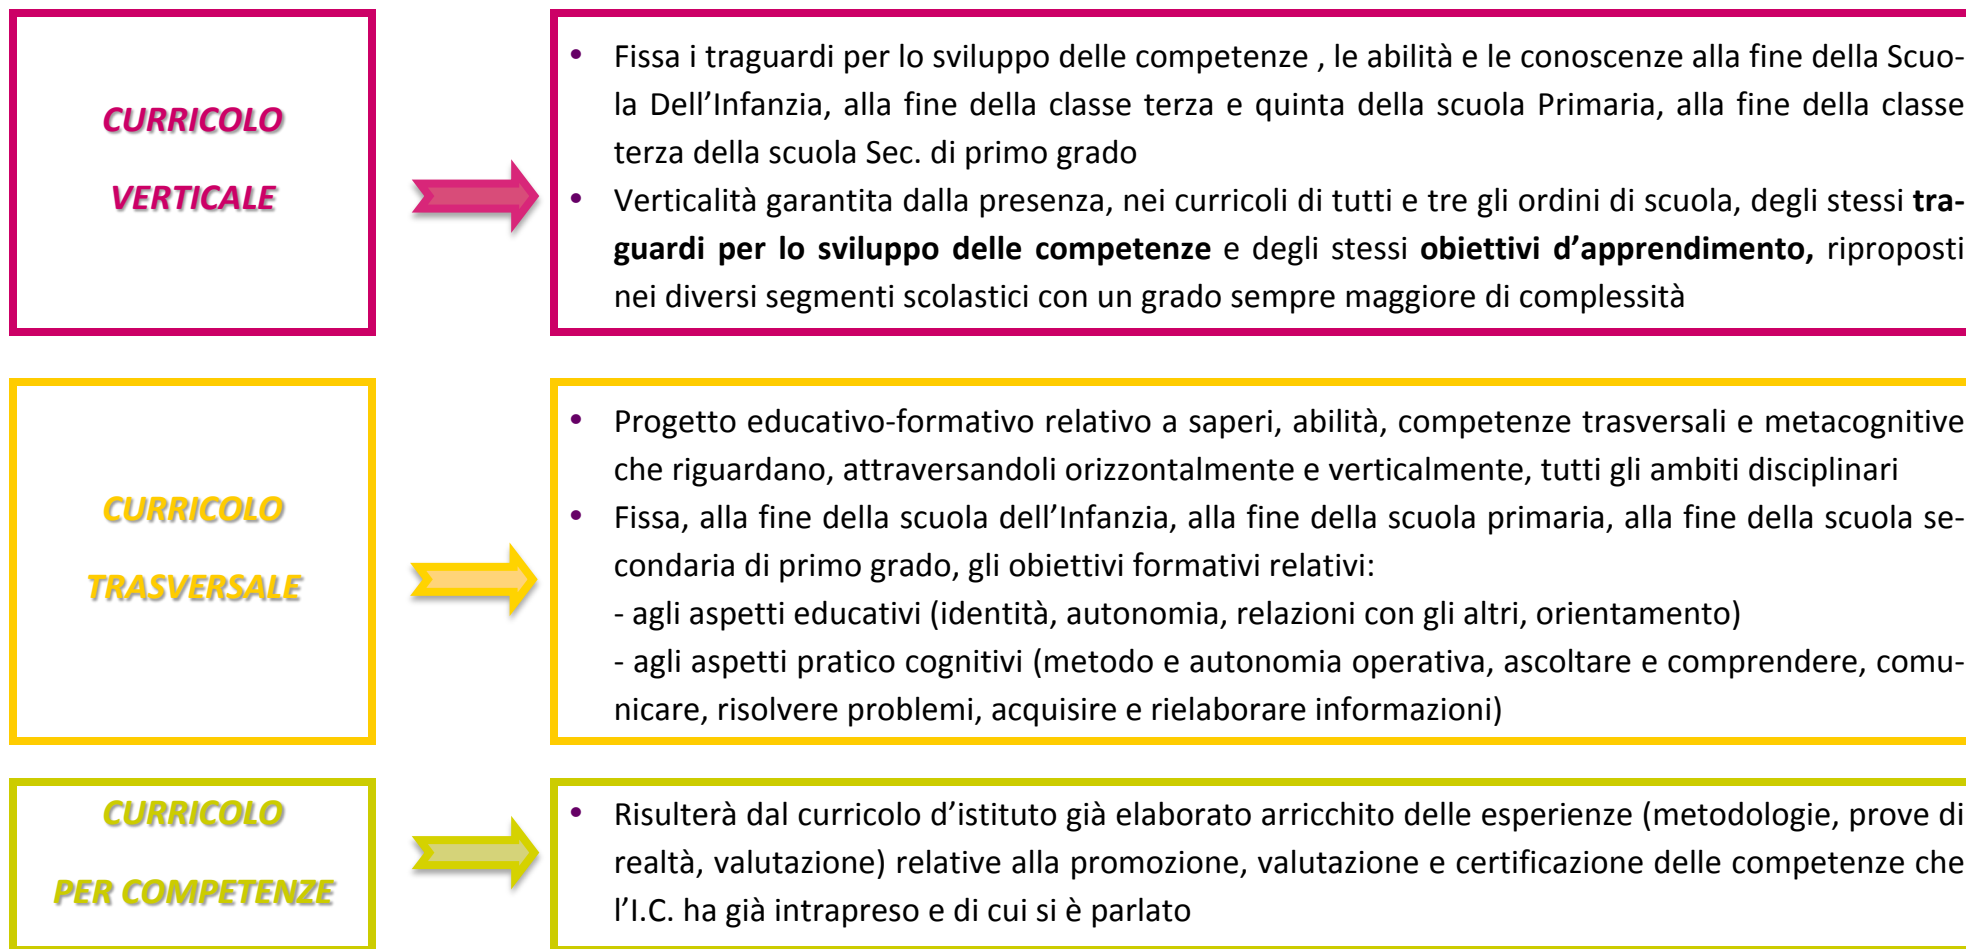 CURRICOLO
VERTICALE
• Fissa i traguardi per lo sviluppo delle competenze , le abilità e le conoscenze alla fine della Scuo-
la Dell’Infanzia, alla fine della classe terza e quinta della scuola Primaria, alla fine della classe
terza della scuola Sec. di primo grado
• Verticalità garantita dalla presenza, nei curricoli di tutti e tre gli ordini di scuola, degli stessi tra-
guardi per lo sviluppo delle competenze e degli stessi obiettivi d’apprendimento, riproposti
nei diversi segmenti scolastici con un grado sempre maggiore di complessità
CURRICOLO
TRASVERSALE
• Progetto educativo-formativo relativo a saperi, abilità, competenze trasversali e metacognitive
che riguardano, attraversandoli orizzontalmente e verticalmente, tutti gli ambiti disciplinari
• Fissa, alla fine della scuola dell’Infanzia, alla fine della scuola primaria, alla fine della scuola se-
condaria di primo grado, gli obiettivi formativi relativi:
- agli aspetti educativi (identità, autonomia, relazioni con gli altri, orientamento)
- agli aspetti pratico cognitivi (metodo e autonomia operativa, ascoltare e comprendere, comu-
nicare, risolvere problemi, acquisire e rielaborare informazioni)
CURRICOLO
PER COMPETENZE
• Risulterà dal curricolo d’istituto già elaborato arricchito delle esperienze (metodologie, prove di
realtà, valutazione) relative alla promozione, valutazione e certificazione delle competenze che
l’I.C. ha già intrapreso e di cui si è parlato